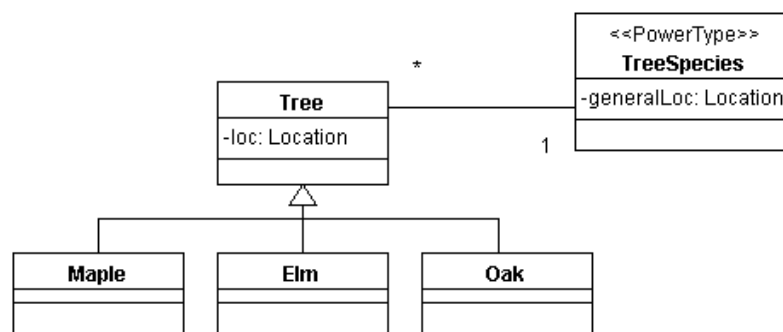 <<PowerType>>
TreeSpecies
-generalLoc: Location
*
1
Tree
-loc: Location
Maple
Elm
Oak